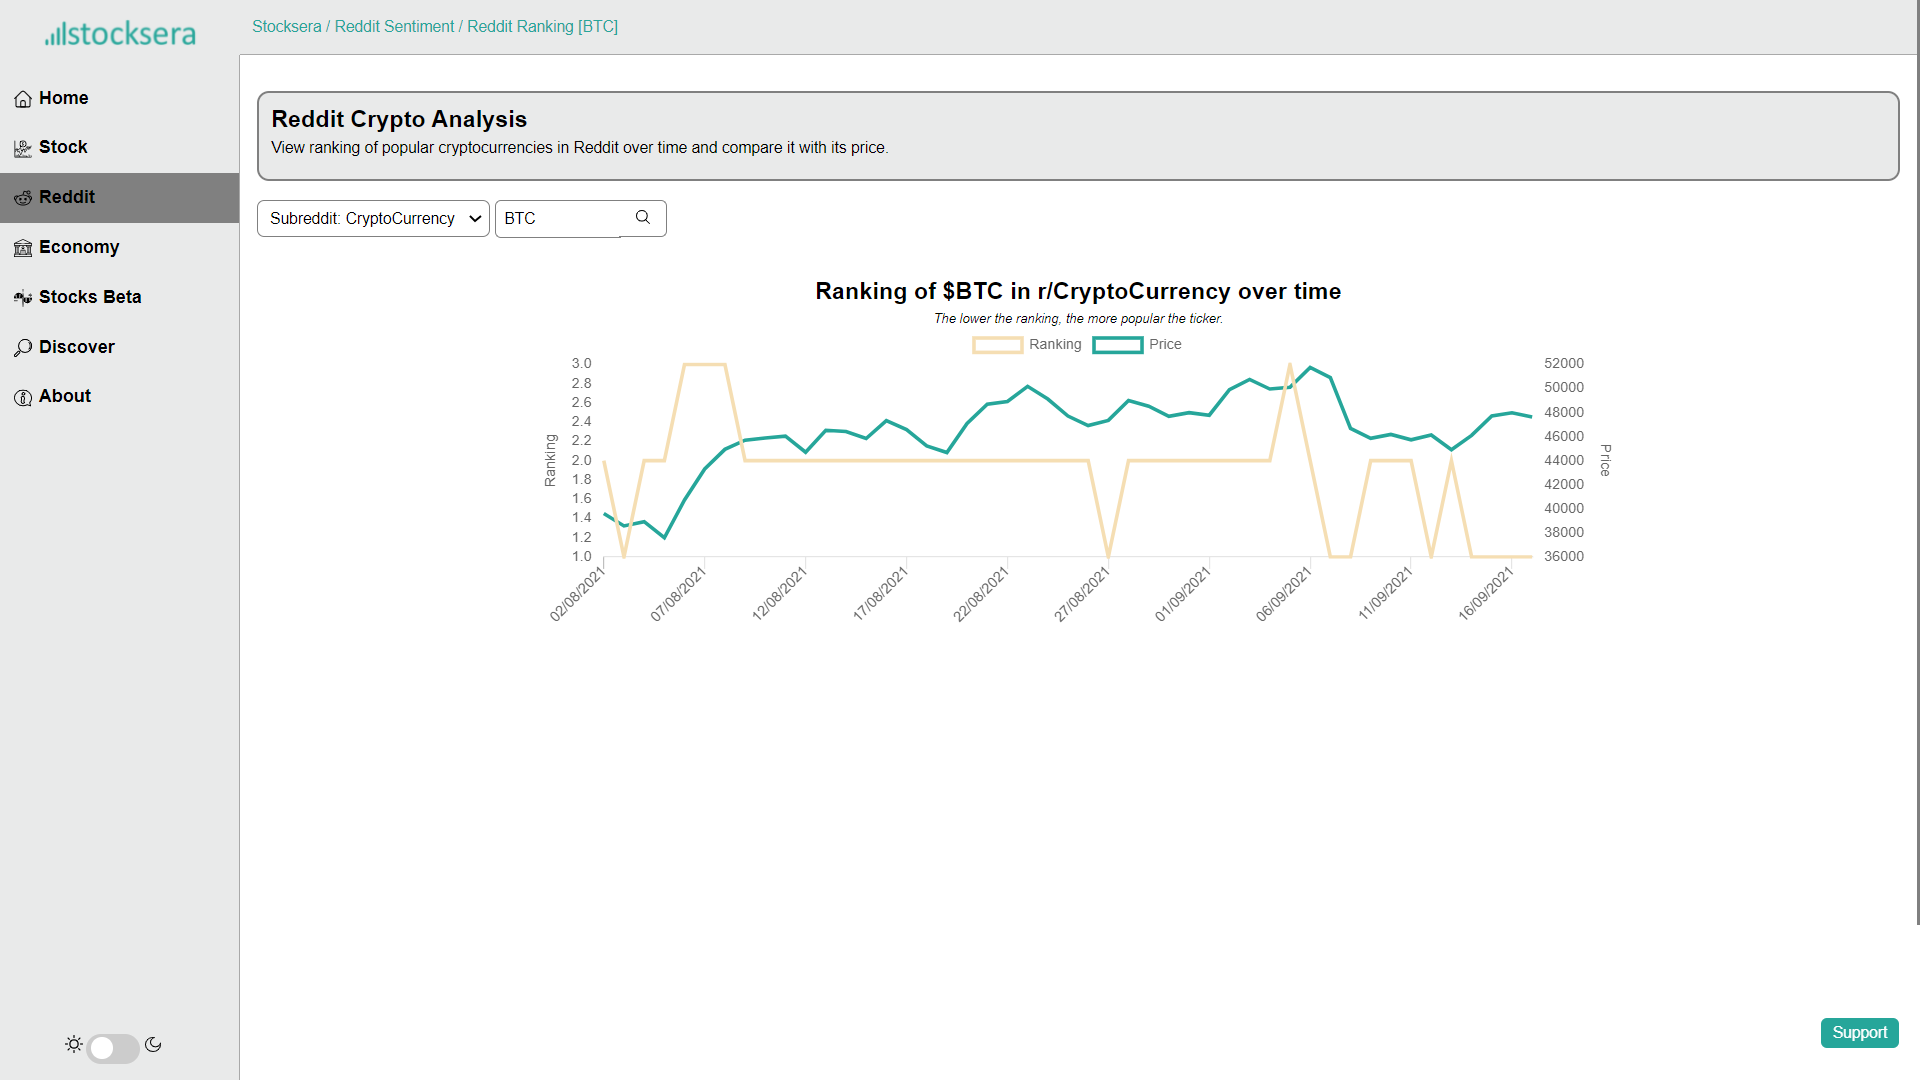 stocksera
Stocksera / Reddit Sentiment / Reddit Ranking [BTC]
Home
Stock
Reddit
Economy
Stocks Beta
Discover
About
Reddit Crypto Analysis
View ranking of popular cryptocurrencies in Reddit over time and compare it with its price.
Subreddit: CryptoCurrency
BTC
Ranking of $BTC in r/CryptoCurrency over time
The lower the ranking, the more popular the ticker.
Ranking
Price
Ranking
3.0
2.8
2.6
2.4
2.2
2.0
1.8
1.6
1.4
1.2
1.0
52000
50000
48000
46000
44000
42000
40000
38000
36000
Price
02/08/2021
07/08/2021
12/08/2021
17/08/2021
22/08/2021
27/08/2021
01/09/2021
06/09/2021
11/09/2021
16/09/2021
Support